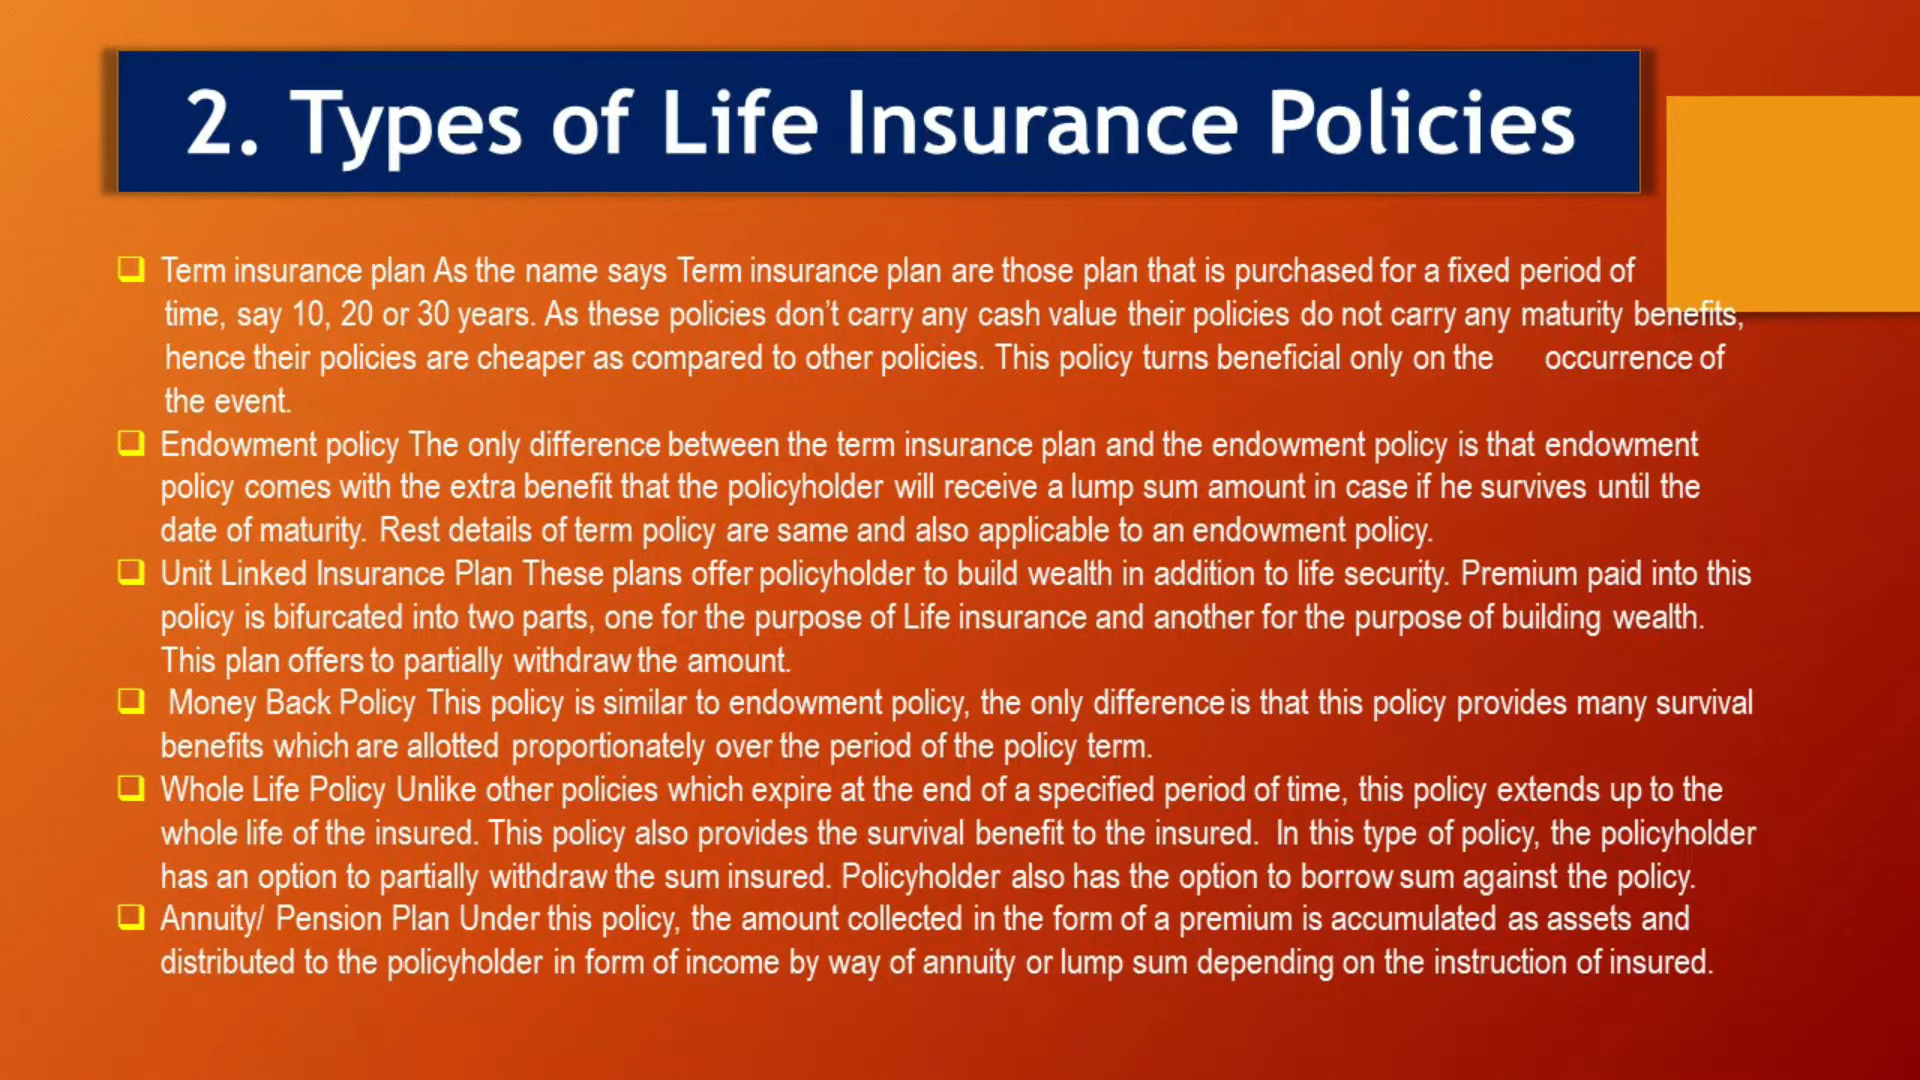 2. Types of Life Insurance Policies
Term insurance plan As the name says Term insurance plan are those plan that is purchased for a fixed period of
time, say 10, 20 or 30 years. As these policies don’t carry any cash value their policies do not carry any maturity benefits,
hence their policies are cheaper as compared to other policies. This policy turns beneficial only on the occurrence of
the event.
Endowment policy The only difference between the term insurance plan and the endowment policy is that endowment
policy comes with the extra benefit that the policyholder will receive a lump sum amount in case if he survives until the
date of maturity. Rest details of term policy are same and also applicable to an endowment policy.
Unit Linked Insurance Plan These plans offer policyholder to build wealth in addition to life security. Premium paid into this
policy is bifurcated into two parts, one for the purpose of Life insurance and another for the purpose of building wealth.
This plan offers to partially withdraw the amount.
Money Back Policy This policy is similar to endowment policy, the only difference is that this policy provides many survival
benefits which are allotted proportionately over the period of the policy term.
Whole Life Policy Unlike other policies which expire at the end of a specified period of time, this policy extends up to the
whole life of the insured. This policy also provides the survival benefit to the insured. In this type of policy, the policyholder
has an option to partially withdraw the sum insured. Policyholder also has the option to borrow sum against the policy.
Annuity/ Pension Plan Under this policy, the amount collected in the form of a premium is accumulated as assets and
distributed to the policyholder in form of income by way of annuity or lump sum depending on the instruction of insured.